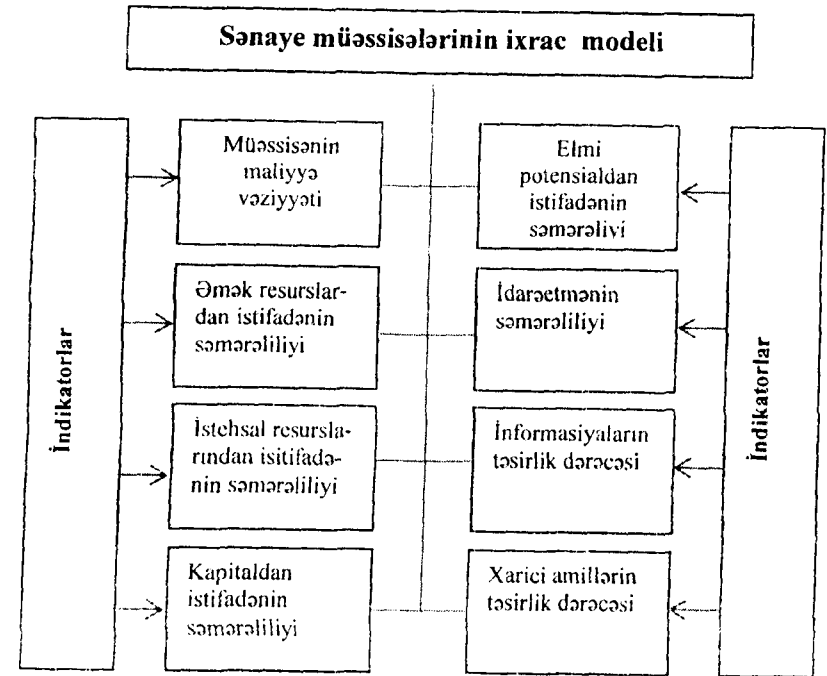 Sənaye müəssisələrinin ixrac modeli
İndikatorlar
Müəssisənin
maliyyə
vəziyyəti
Əmək resurslar-
dan istifadənin
səmərəliliyi
İstehsal resursla-
rından isitifadə-
nin səmərəliliyi
Kapitaldan
istifadənin
səmərəliliyi
Elmi
potensialdan
istifadənin
səmərəlivi
İdarəetmənin
səmərəliliyi
İnformasiyaların
təsirlik dərəcəsi
Xarici amillərin
təsirlik dərəcəsi
İndikatorlar